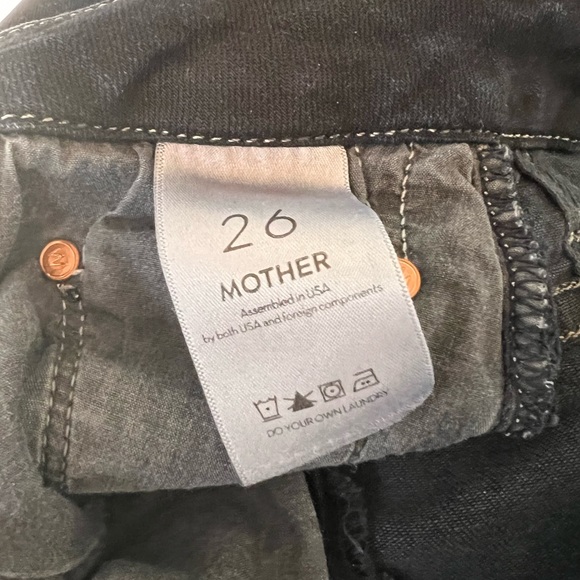 26
MOTHER
Assembled in USA
by both USA and foreign components
DO YOUR OWN LAUNDRY
M